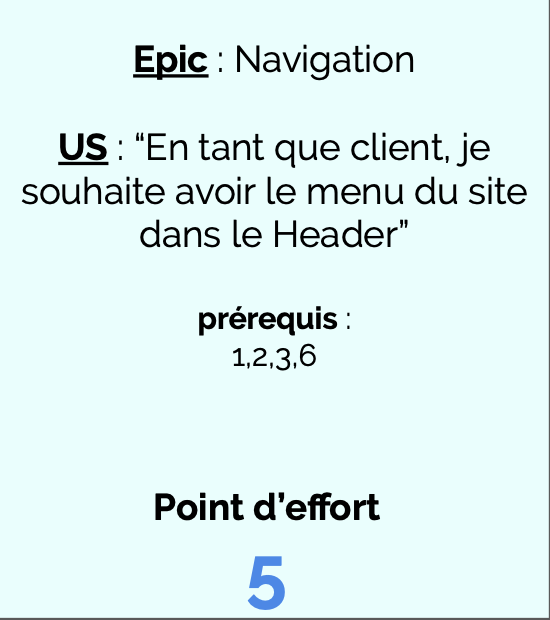 Epic : Navigation
US : “En tant que client, je
souhaite avoir le menu du site
dans le Header”
prérequis :
1,2,3,6
Point d’effort
5